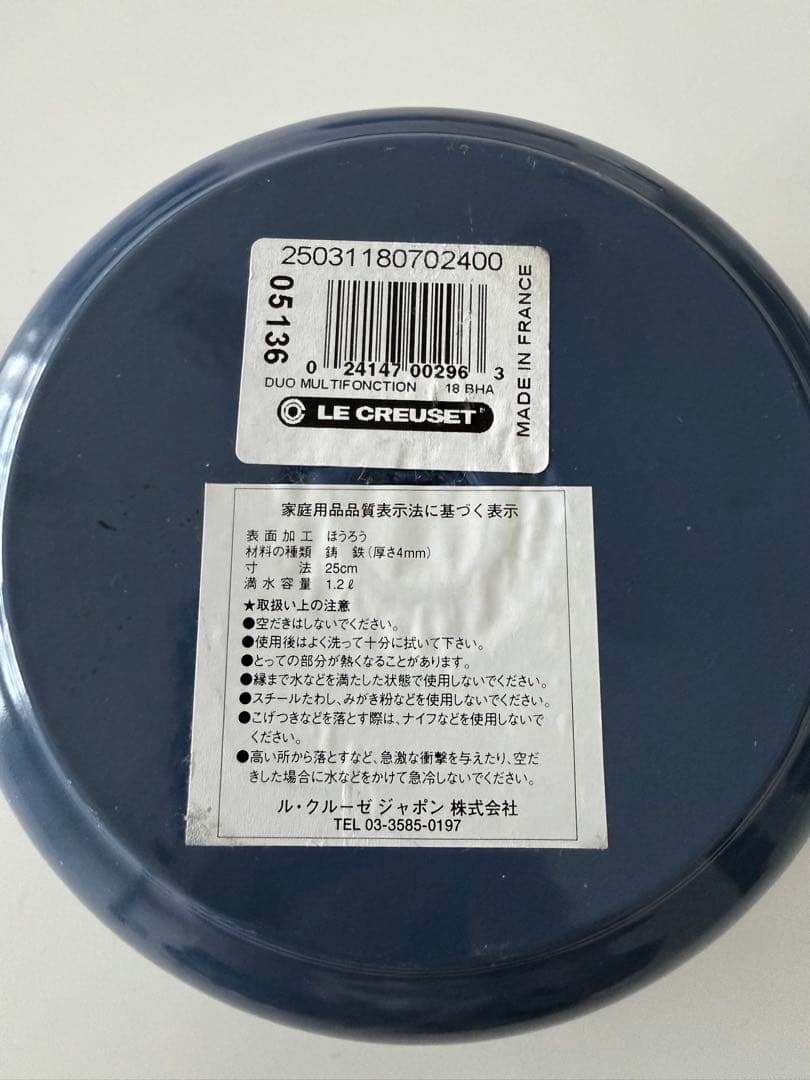 25031180702400
05136
0 24147 00296 3
DUO MULTIFONCTION 18 BHA
LE CREUSET
MADE IN FRANCE
家庭用品品質表示法に基づく表示
表面加工 ほうろう
材料の種類 鋳 鉄(厚さ4mm)
寸 法 25cm
満水容量 1.2ℓ
★取扱い上の注意
●空だきはしないでください。
●使用後はよく洗って十分に拭いて下さい。
●とっての部分が熱くなることがあります。
●縁まで水などを満たした状態で使用しないでください。
●スチールたわし、みがき粉などを使用しないでください。
●こげつきなどを落とす際は、ナイフなどを使用しないで
ください。
●高い所から落とすなど、急激な衝撃を与えたり、空だ
きした場合に水などをかけて急冷しないでください。
ル・クルーゼ ジャポン 株式会社
TEL 03-3585-0197